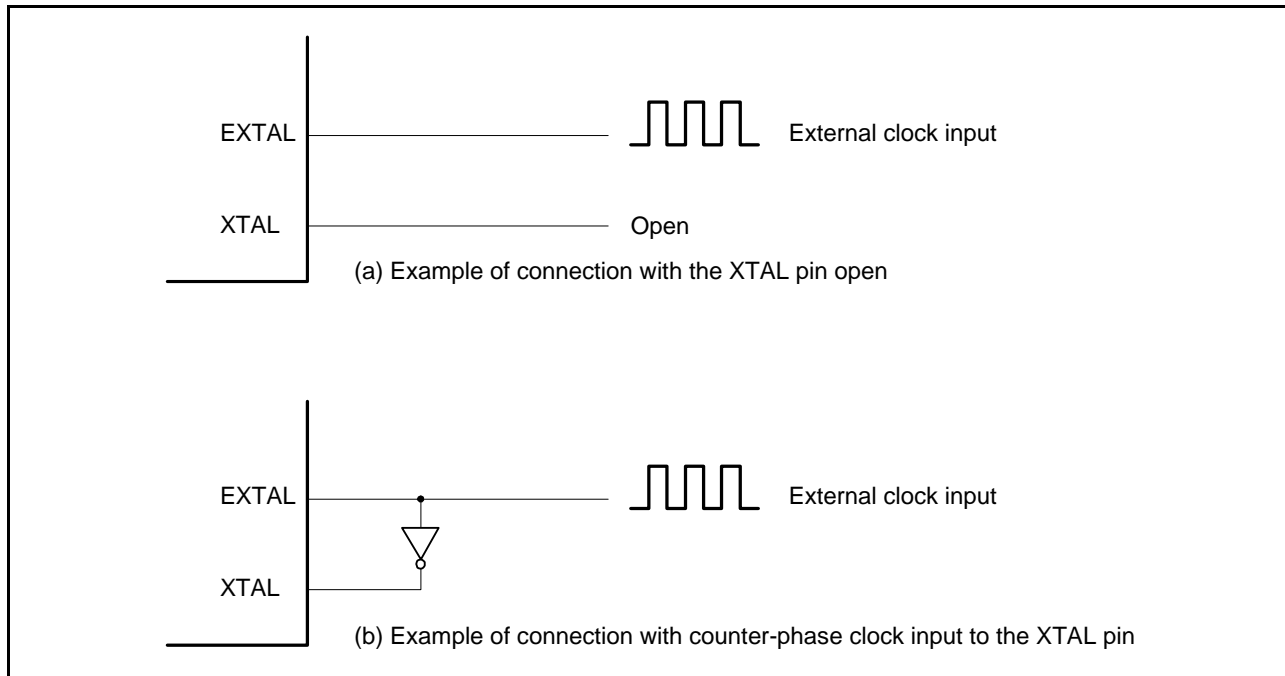 EXTAL
External clock input
XTAL
Open
(a) Example of connection with the XTAL pin open
EXTAL
External clock input
XTAL
(b) Example of connection with counter-phase clock input to the XTAL pin